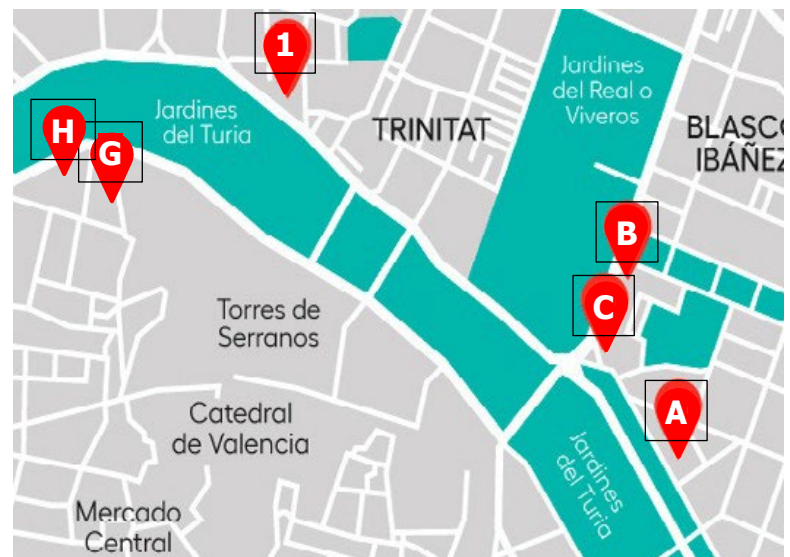 1
Jardines
del Real o
Viveros
Jardines
del Turia
TRINITAT
BLASCO
IBÁÑEZ
H
G
B
C
Torres de
Serranos
A
Catedral
de Valencia
Jardines
del Turia
Mercado
Central